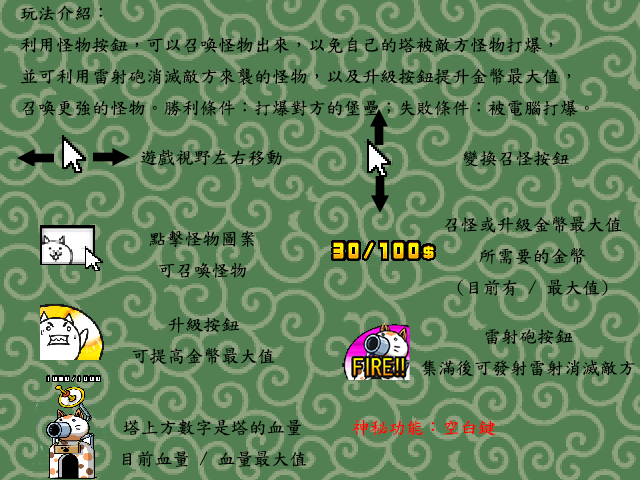 玩法介紹：
利用怪物按鈕，可以召喚怪物出來，以免自己的塔被敵方怪物打爆，
並可利用雷射砲消滅敵方來襲的怪物，以及升級按鈕提升金幣最大值，
召喚更強的怪物。勝利條件：打爆對方的堡壘；失敗條件：被電腦打爆。
遊戲視野左右移動
變換召怪按鈕
點擊怪物圖案
可召喚怪物
30/100$
召怪或升級金幣最大值
所需要的金幣
（目前有 / 最大值）
升級按鈕
可提高金幣最大值
FIRE!!
雷射砲按鈕
集滿後可發射雷射消滅敵方
塔上方數字是塔的血量
目前血量 / 血量最大值
神秘功能：空白鍵